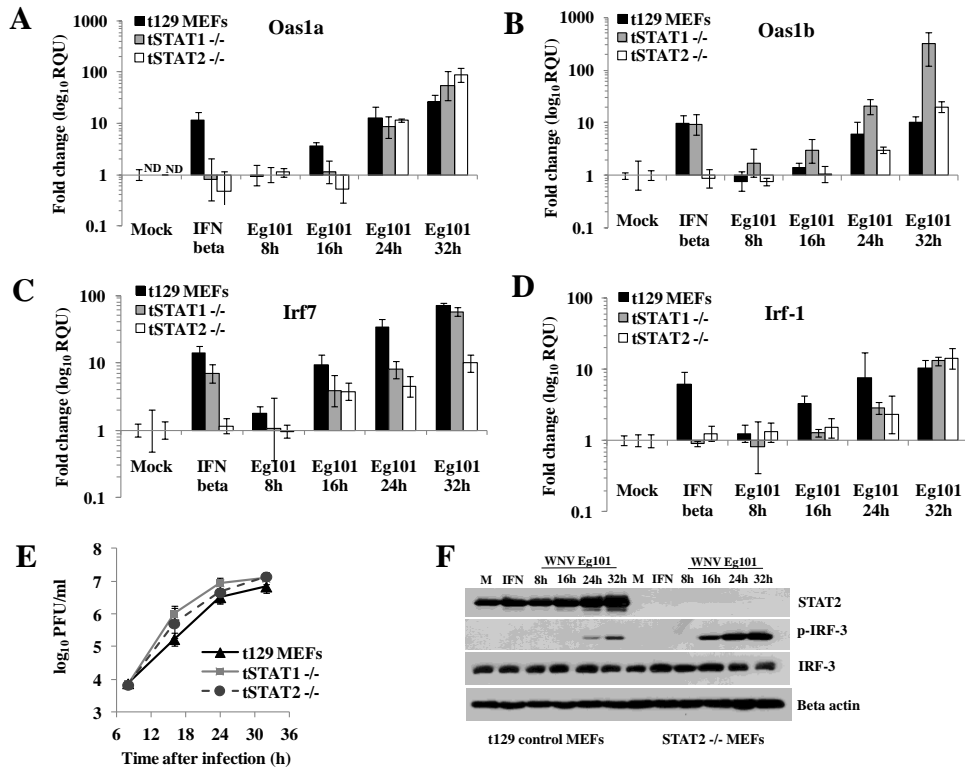 A
Oas1a
t129 MEFs
tSTAT1 -/-
tSTAT2 -/-
Fold change (log10 RQU)
1000
100
10
1
0.1
ND ND
Mock
IFN beta
Eg101 8h
Eg101 16h
Eg101 24h
Eg101 32h
B
Oas1b
t129 MEFs
tSTAT1 -/-
tSTAT2 -/-
Fold change (log10 RQU)
10000
1000
100
10
1
0.1
Mock
IFN beta
Eg101 8h
Eg101 16h
Eg101 24h
Eg101 32h
C
Irf7
t129 MEFs
tSTAT1 -/-
tSTAT2 -/-
Fold change (log10 RQU)
100
10
1
0.1
Mock
IFN beta
Eg101 8h
Eg101 16h
Eg101 24h
Eg101 32h
D
Irf-1
t129 MEFs
tSTAT1 -/-
tSTAT2 -/-
Fold change (log10 RQU)
100
10
1
0.1
Mock
IFN beta
Eg101 8h
Eg101 16h
Eg101 24h
Eg101 32h
E
log10 PFU/ml
8
7
6
5
4
3
6 12 18 24 30 36
Time after infection (h)
t129 MEFs
tSTAT1 -/-
tSTAT2 -/-
F
WNV Eg101 WNV Eg101
M IFN 8h 16h 24h 32h M IFN 8h 16h 24h 32h
STAT2
p-IRF-3
IRF-3
Beta actin
t129 control MEFs STAT2 -/- MEFs